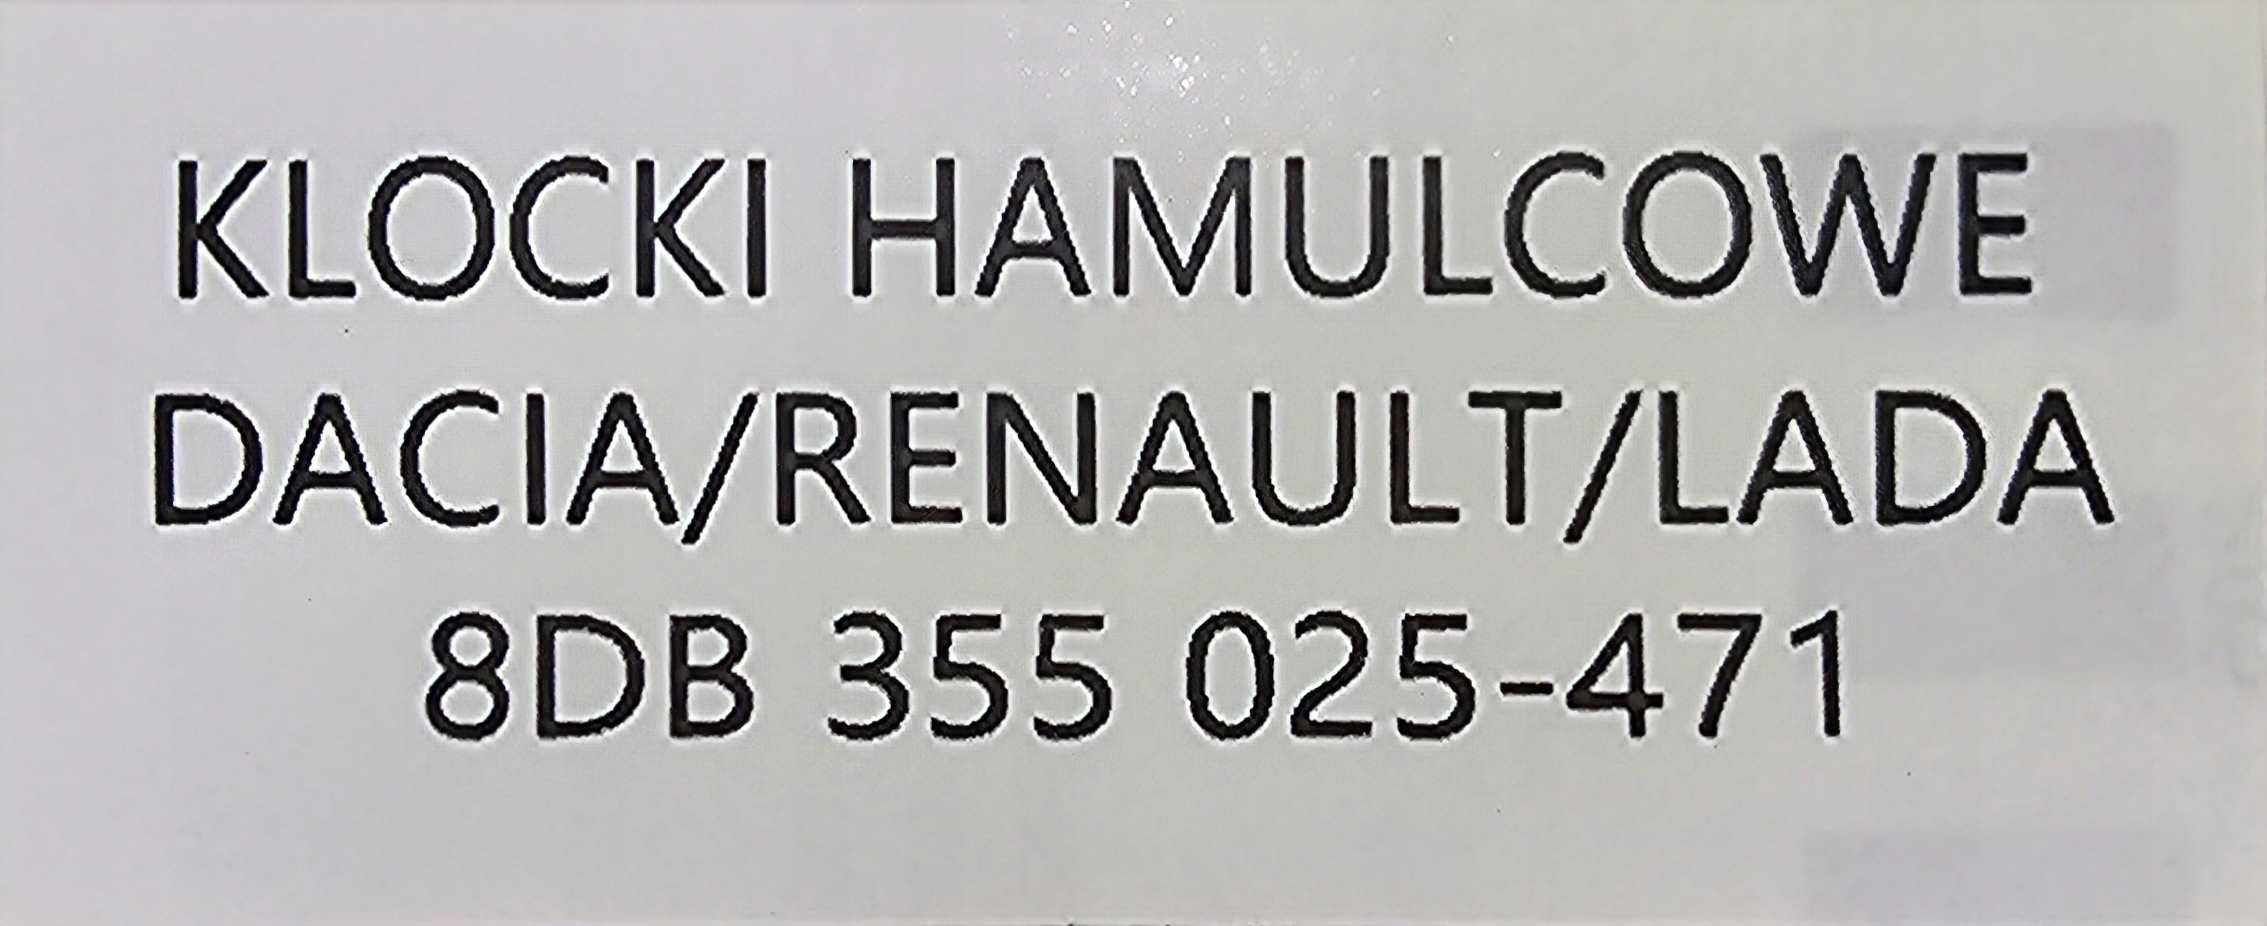 KLOCKI HAMULCOWE
DACIA/RENAULT/LADA
8DB 355 025-471